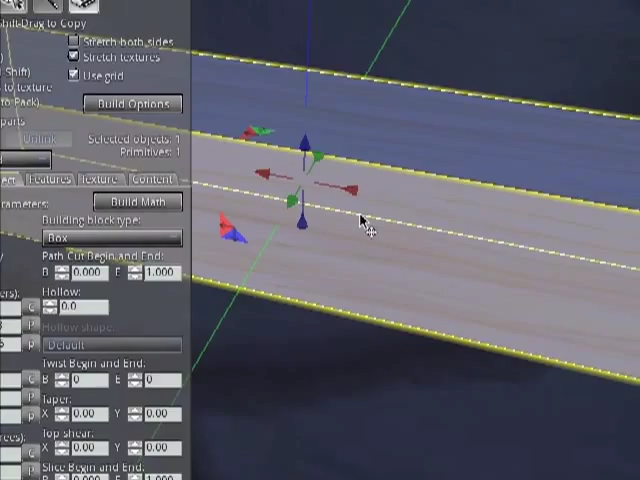 Shift-Drag to Copy
Stretch both sides
Stretch textures
Shift)
Use grid
to texture
to Pack)
Build Options
parts
Unlink
Selected objects: 1
Primitives: 1
Features
Texture
Content
Build Math
Building block type:
Box
Path Cut Begin and End:
B 0.000 E 1.000
Hollow:
C 0.0
P
Hollow shape:
P Default
Twist Begin and End:
C B 0 E 0
Taper:
P X 0.00 Y 0.00
Top shear:
C X 0.00 Y 0.00
Slice Begin and End: